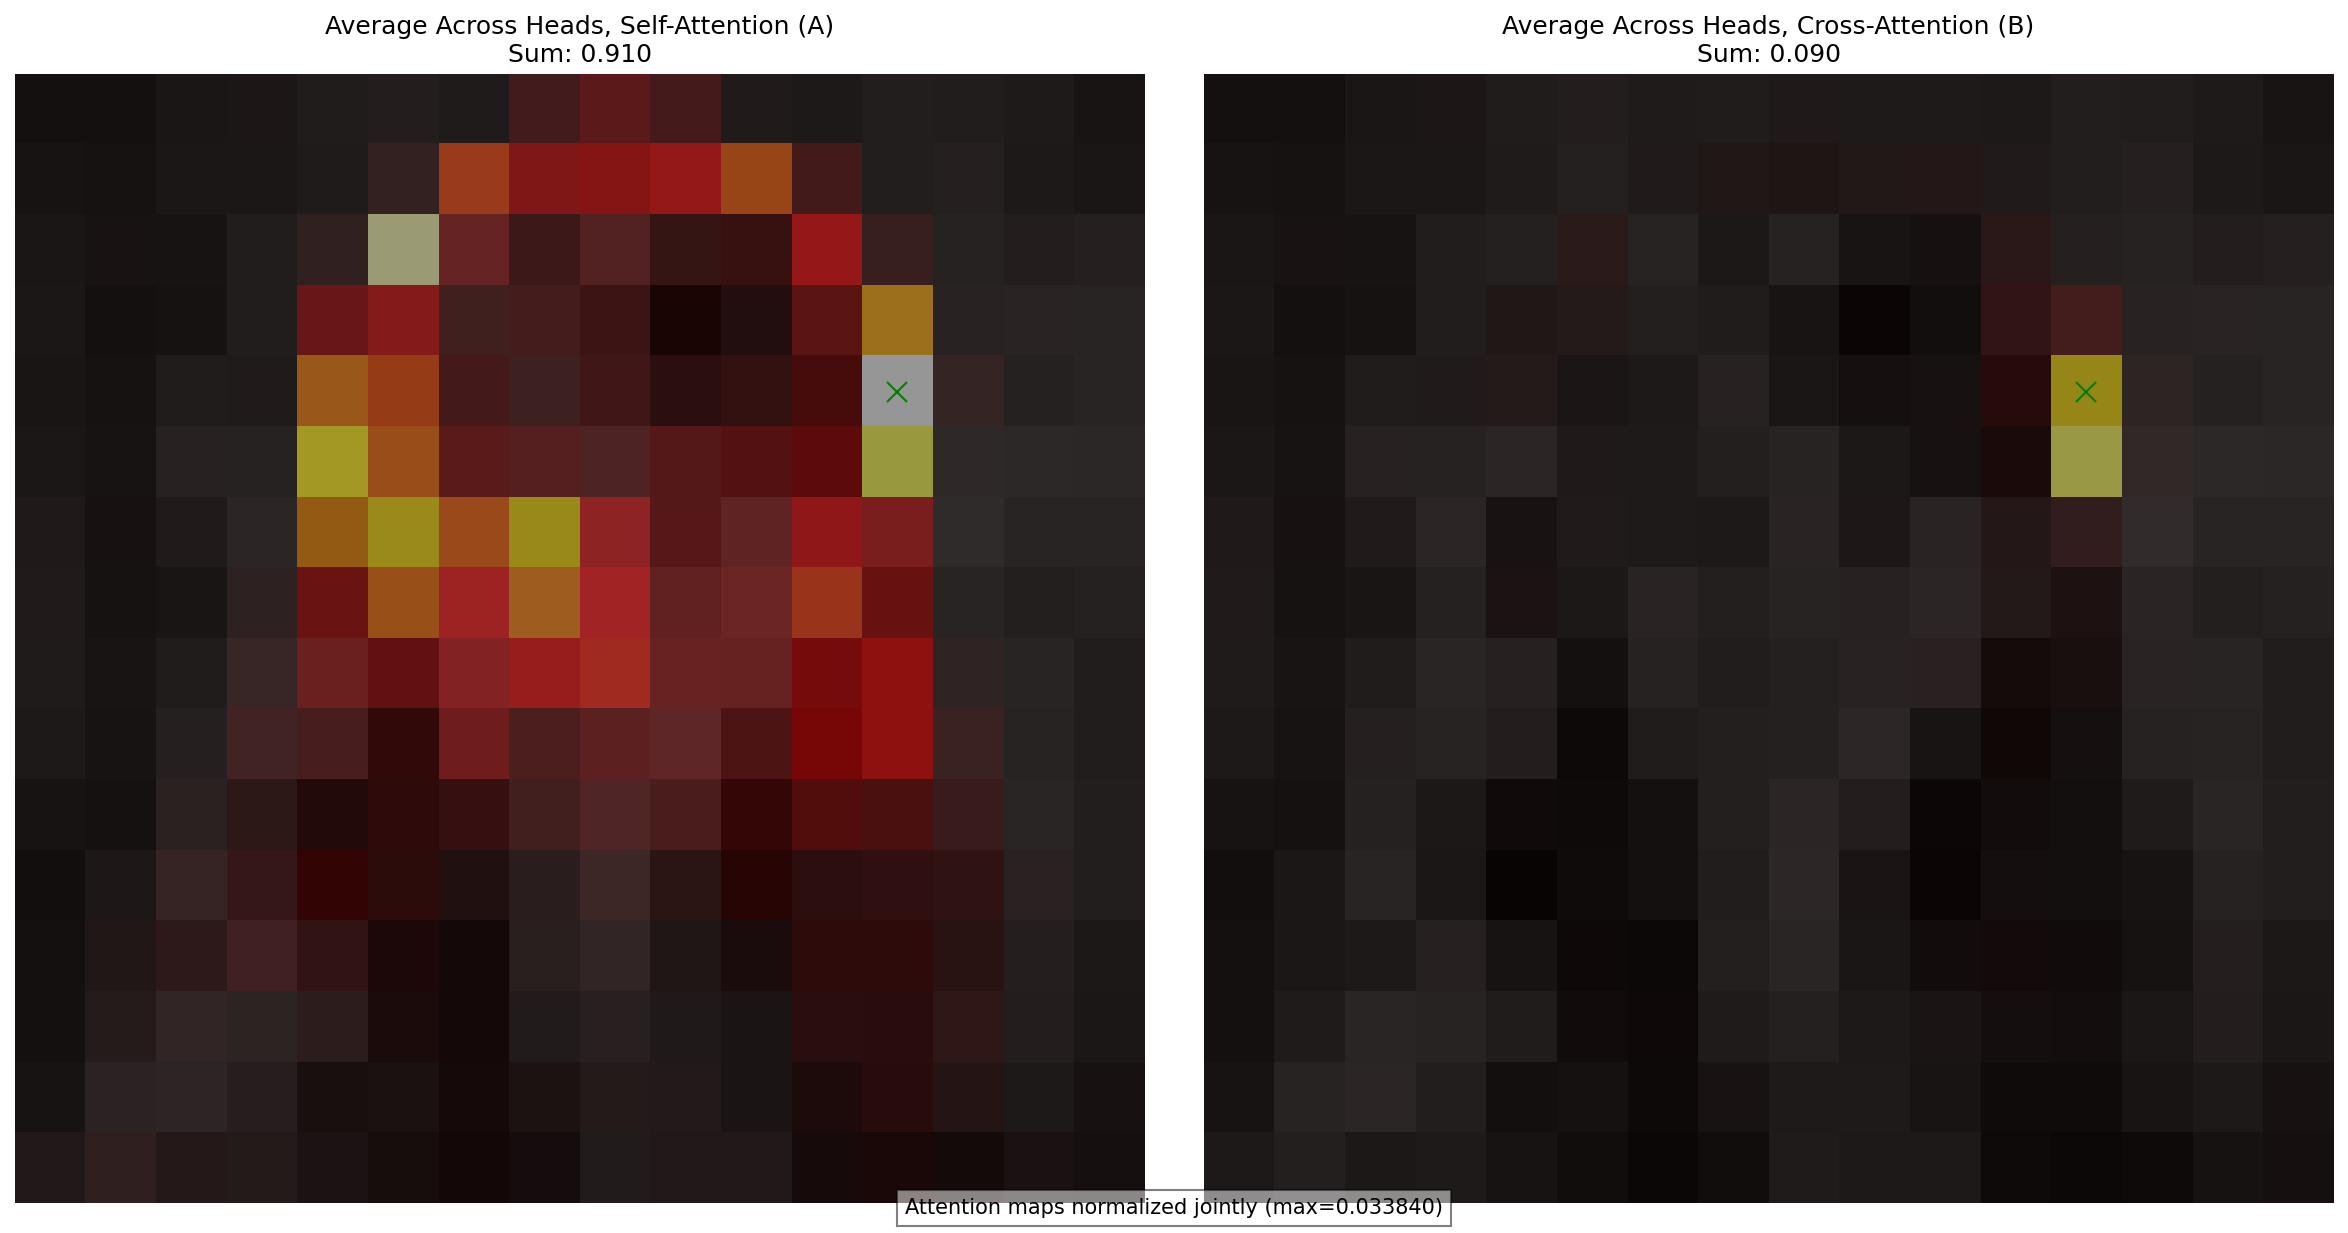 Average Across Heads, Self-Attention (A)
Sum: 0.910
Average Across Heads, Cross-Attention (B)
Sum: 0.090
Attention maps normalized jointly (max=0.033840)